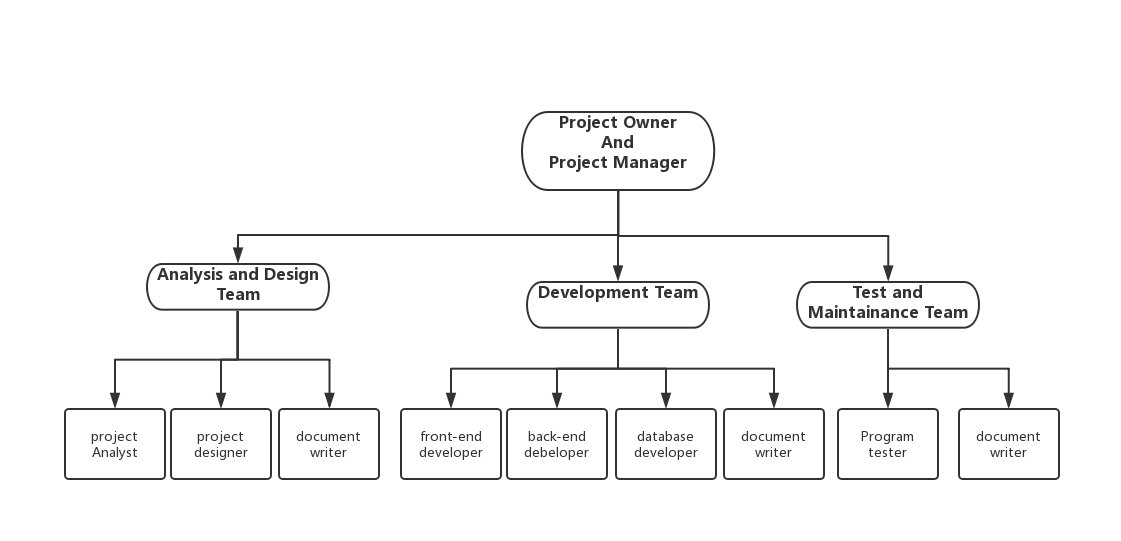 Project Owner
And
Project Manager
Analysis and Design
Team
Development Team
Test and
Maintainance Team
project
Analyst
project
designer
document
writer
front-end
developer
back-end
debeloper
database
developer
document
writer
Program
tester
document
writer